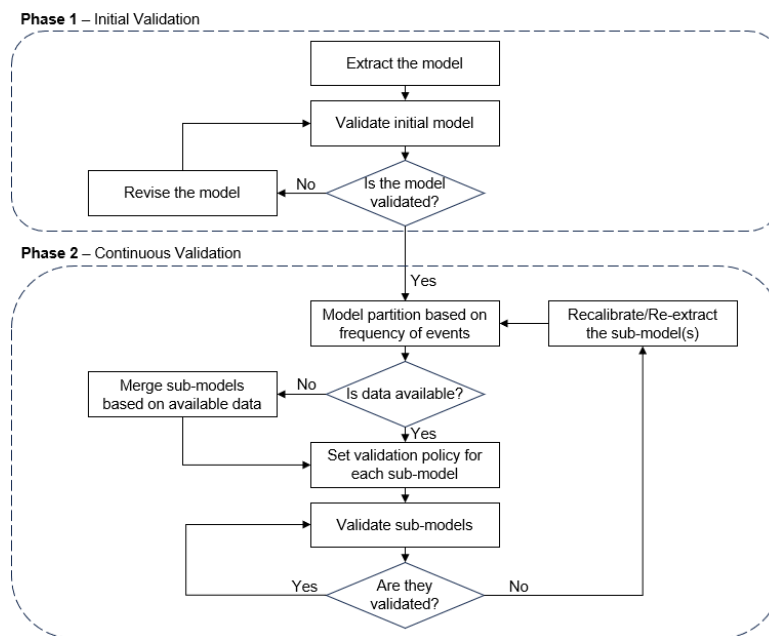 Phase 1 – Initial Validation
Extract the model
Validate initial model
Revise the model
No
Is the model
validated?
Phase 2 – Continuous Validation
Yes
Model partition based on
frequency of events
Recalibrate/Re-extract
the sub-model(s)
Merge sub-models
based on available data
No
Is data available?
Yes
Set validation policy for
each sub-model
Validate sub-models
Yes
Are they
validated?
No